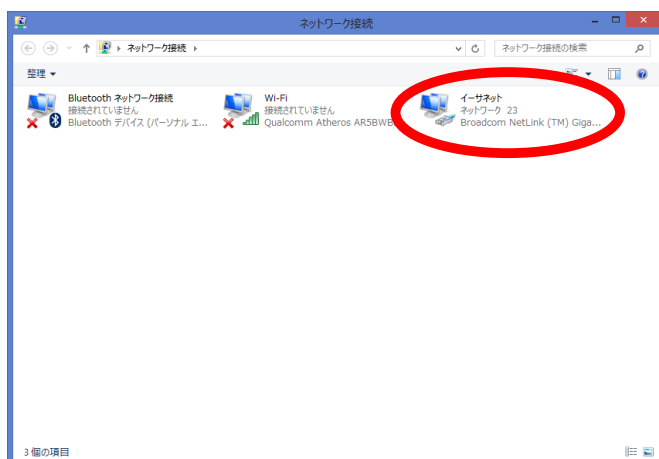 ネットワーク接続
ネットワーク接続
ネットワーク接続の検索
整理
Bluetooth ネットワーク接続
接続されていません
Bluetooth デバイス (パーソナル エ...
Wi-Fi
接続されていません
Qualcomm Atheros AR5BWB
イーサネット
ネットワーク 23
Broadcom NetLink (TM) Giga...
3 個の項目